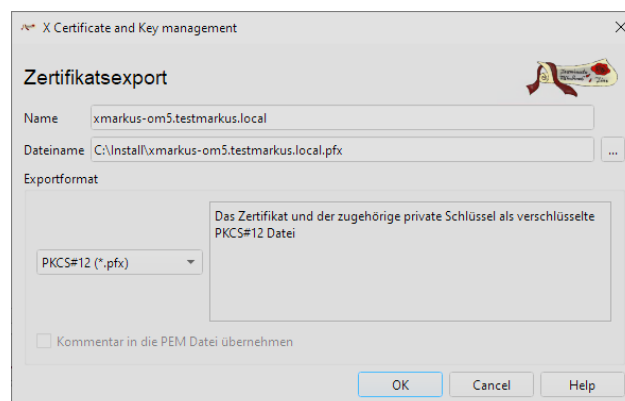 X Certificate and Key management
Zertifikatsexport
Name xmarkus-om5.testmarkus.local
Dateiname C:\Install\xmarkus-om5.testmarkus.local.pfx ...
Exportformat
Das Zertifikat und der zugehörige private Schlüssel als verschlüsselte
PKCS#12 Datei
PKCS#12 (*.pfx)
Kommentar in die PEM Datei übernehmen
OK Cancel Help